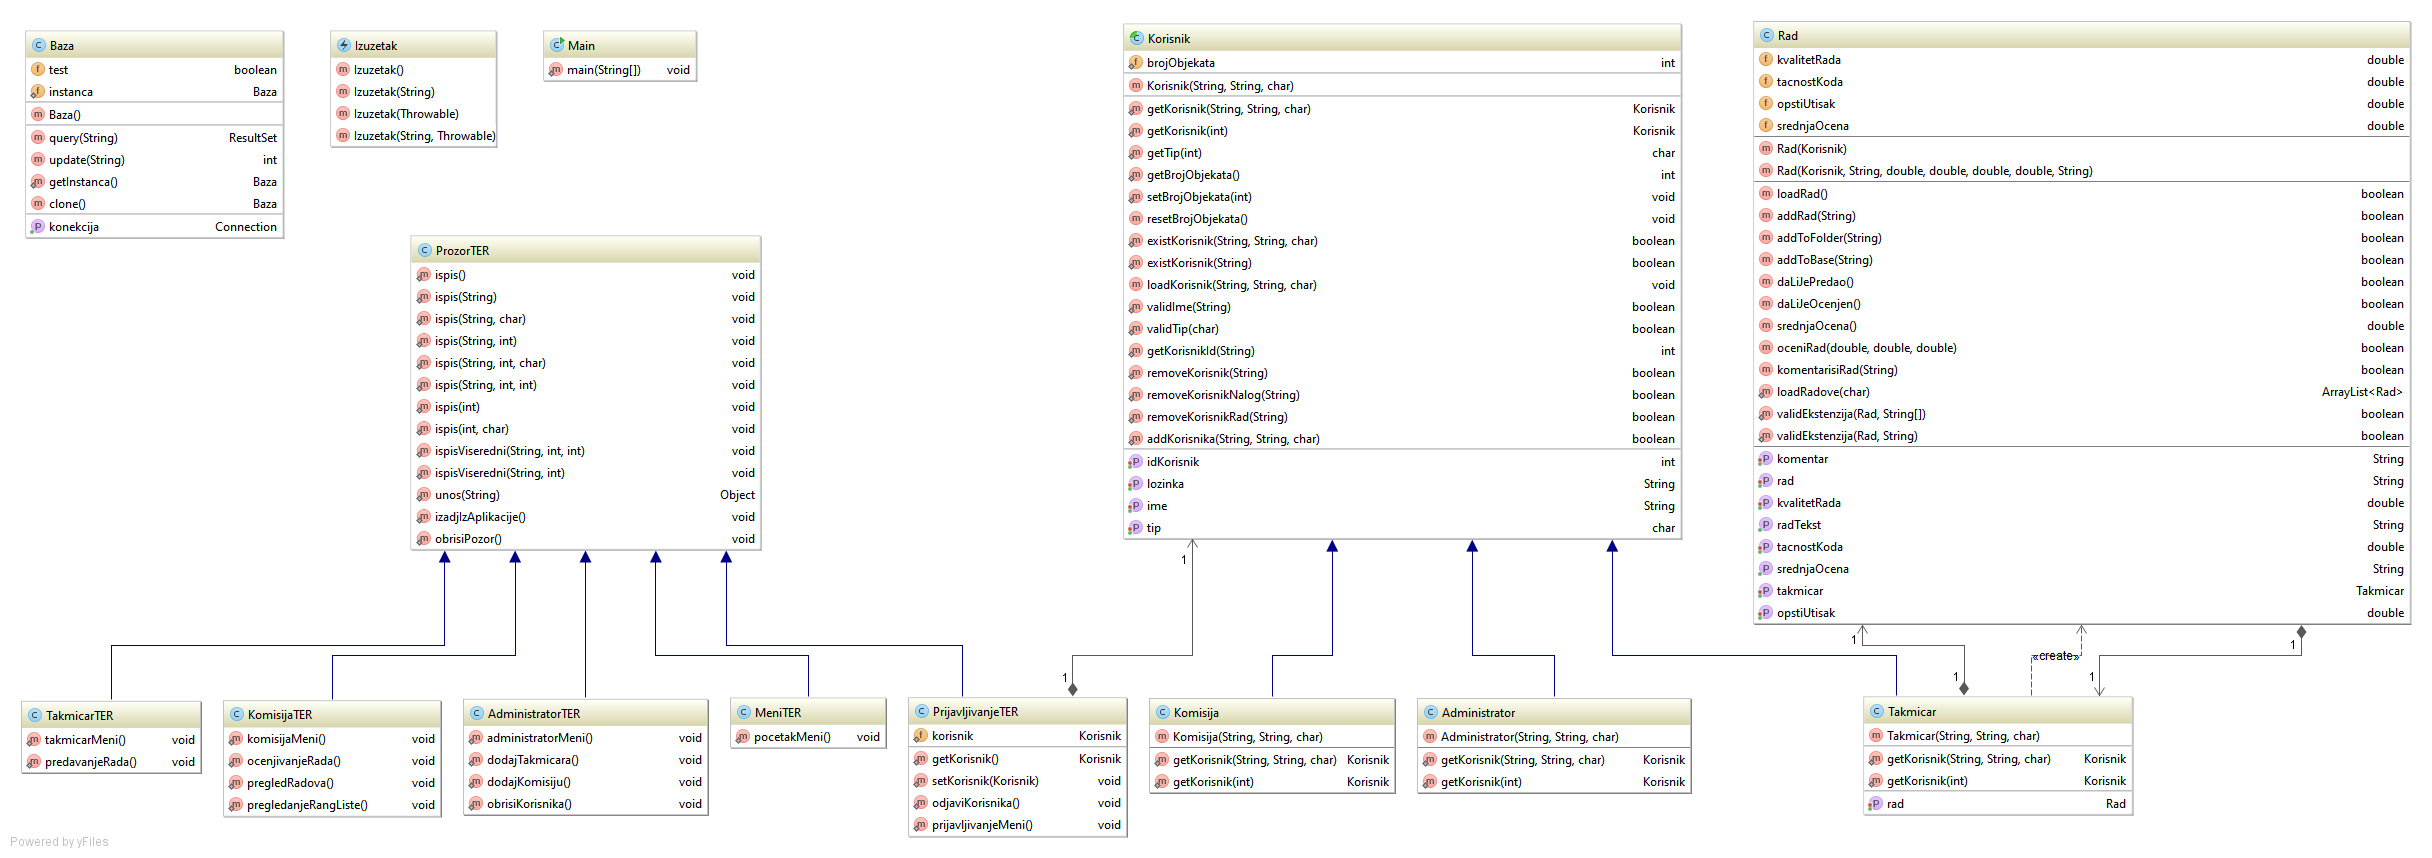 Baza
test boolean
instanca Baza
Baza()
query(String) ResultSet
update(String) int
getInstanca() Baza
clone() Baza
konekcija Connection
Izuzetak
Izuzetak()
Izuzetak(String)
Izuzetak(Throwable)
Izuzetak(String, Throwable)
Main
main(String[]) void
ProzorTER
ispis() void
ispis(String) void
ispis(String, char) void
ispis(String, int) void
ispis(String, int, char) void
ispis(String, int, int) void
ispis(int) void
ispis(int, char) void
ispisViseredni(String, int, int) void
ispisViseredni(String, int) void
unos(String) Object
izadjIzAplikacije() void
obrisiPozor() void
Korisnik
brojObjekata int
Korisnik(String, String, char)
getKorisnik(String, String, char) Korisnik
getKorisnik(int) Korisnik
getTip(int) char
getBrojObjekata() int
setBrojObjekata(int) void
resetBrojObjekata() void
existKorisnik(String, String, char) boolean
existKorisnik(String) boolean
loadKorisnik(String, String, char) void
validIme(String) boolean
validTip(char) boolean
getKorisnikId(String) int
removeKorisnik(String) boolean
removeKorisnikNalog(String) boolean
removeKorisnikRad(String) boolean
addKorisnika(String, String, char) boolean
idKorisnik int
lozinka String
ime String
tip char
Rad
kvalitetRada double
tacnostKoda double
opstiUtisak double
srednjaOcena double
Rad(Korisnik)
Rad(Korisnik, String, double, double, double, double, String)
loadRad() boolean
addRad(String) boolean
addToFolder(String) boolean
addToBase(String) boolean
daLiJePredao() boolean
daLiJeOcenjen() boolean
srednjaOcena() double
oceniRad(double, double, double) boolean
komentarisiRad(String) boolean
loadRadove(char) ArrayList<Rad>
validEkstenzija(Rad, String[]) boolean
validEkstenzija(Rad, String) boolean
komentar String
rad String
kvalitetRada double
radTekst String
tacnostKoda double
srednjaOcena String
takmicar Takmicar
opstiUtisak double
1
1
1
1
«create»
1
1
TakmicarTER
takmicarMeni() void
predavanjeRada() void
KomisijaTER
komisijaMeni() void
ocenjivanjeRada() void
pregledRadova() void
pregledanjeRangListe() void
AdministratorTER
administratorMeni() void
dodajTakmicara() void
dodajKomisiju() void
obrisiKorisnika() void
MeniTER
pocetakMeni() void
PrijavljivanjeTER
korisnik Korisnik
getKorisnik() Korisnik
setKorisnik(Korisnik) void
odjaviKorisnika() void
prijavljivanjeMeni() void
Komisija
Komisija(String, String, char)
getKorisnik(String, String, char) Korisnik
getKorisnik(int) Korisnik
Administrator
Administrator(String, String, char)
getKorisnik(String, String, char) Korisnik
getKorisnik(int) Korisnik
Takmicar
Takmicar(String, String, char)
getKorisnik(String, String, char) Korisnik
getKorisnik(int) Korisnik
rad Rad
Powered by yFiles